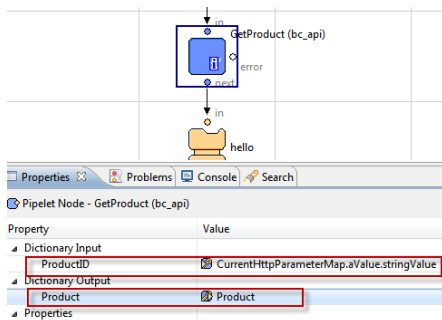 in
GetProduct (bc_api)
error
next
in
hello
Properties Problems Console Search
Pipelet Node - GetProduct (bc_api)
Property Value
Dictionary Input
ProductID CurrentHttpParameterMap.aValue.stringValue
Dictionary Output
Product Product
Properties